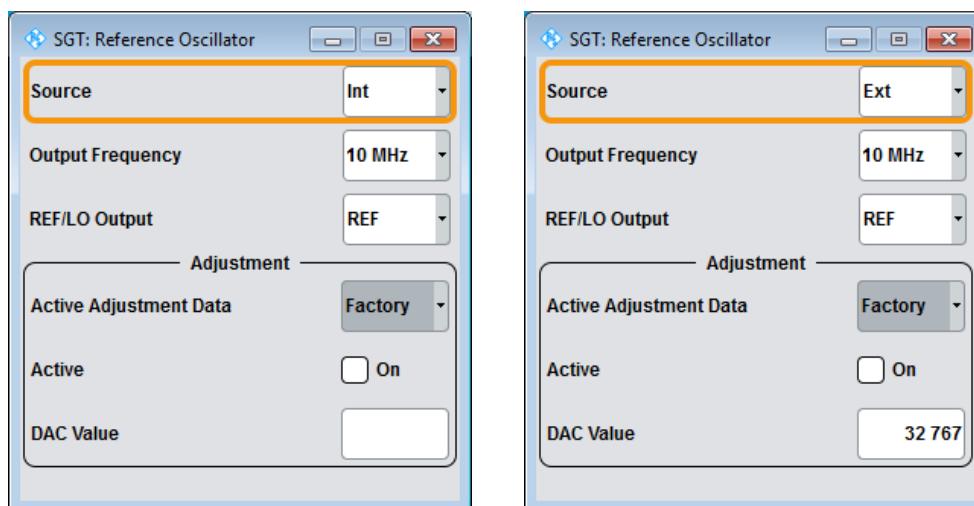 SGT: Reference Oscillator
Source Int
Output Frequency 10 MHz
REF/LO Output REF
Adjustment
Active Adjustment Data Factory
Active On
DAC Value
SGT: Reference Oscillator
Source Ext
Output Frequency 10 MHz
REF/LO Output REF
Adjustment
Active Adjustment Data Factory
Active On
DAC Value 32 767